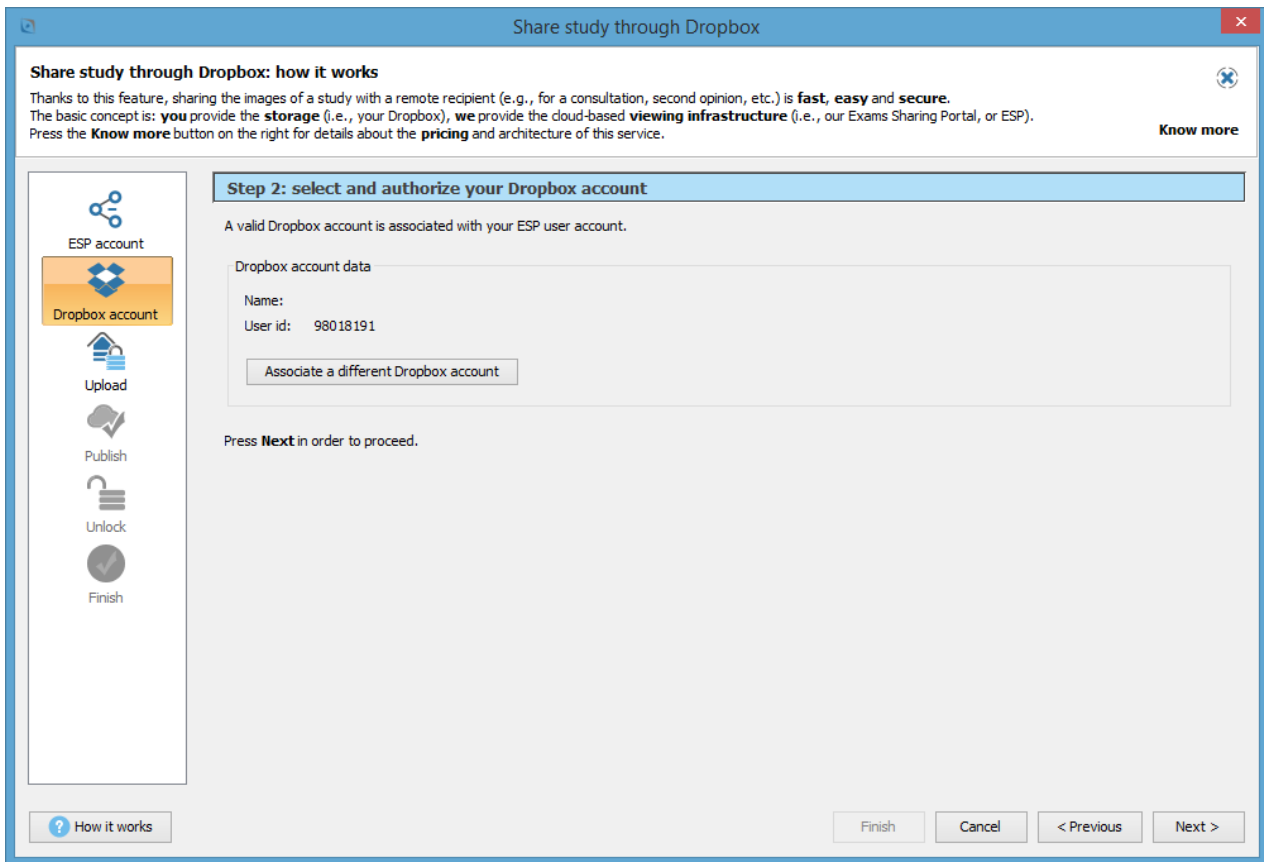 Share study through Dropbox
Share study through Dropbox: how it works
Thanks to this feature, sharing the images of a study with a remote recipient (e.g., for a consultation, second opinion, etc.) is fast, easy and secure.
The basic concept is: you provide the storage (i.e., your Dropbox), we provide the cloud-based viewing infrastructure (i.e., our Exams Sharing Portal, or ESP).
Press the Know more button on the right for details about the pricing and architecture of this service.
Know more
ESP account
Dropbox account
Upload
Publish
Unlock
Finish
Step 2: select and authorize your Dropbox account
A valid Dropbox account is associated with your ESP user account.
Dropbox account data
Name:
User id: 98018191
Associate a different Dropbox account
Press Next in order to proceed.
? How it works
Finish
Cancel
< Previous
Next >